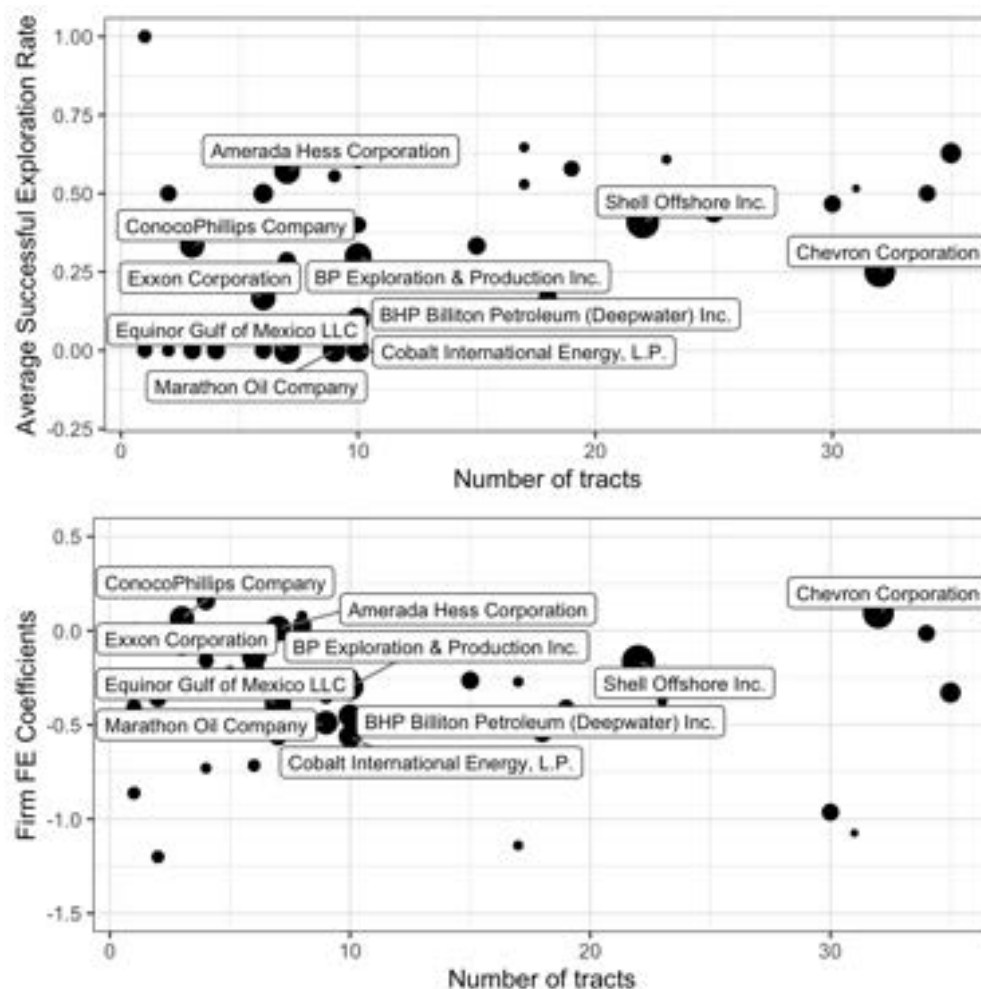 Average Successful Exploration Rate
1.00
0.75
0.50
0.25
0.00
-0.25
Amerada Hess Corporation
Shell Offshore Inc.
ConocoPhillips Company
Chevron Corporation
Exxon Corporation
BP Exploration & Production Inc.
BHP Billiton Petroleum (Deepwater) Inc.
Equinor Gulf of Mexico LLC
Cobalt International Energy, L.P.
Marathon Oil Company
0
10
20
30
Number of tracts
Firm FE Coefficients
0.5
0.0
-0.5
-1.0
-1.5
ConocoPhillips Company
Chevron Corporation
Amerada Hess Corporation
Exxon Corporation
BP Exploration & Production Inc.
Equinor Gulf of Mexico LLC
Shell Offshore Inc.
Marathon Oil Company
BHP Billiton Petroleum (Deepwater) Inc.
Cobalt International Energy, L.P.
0
10
20
30
Number of tracts